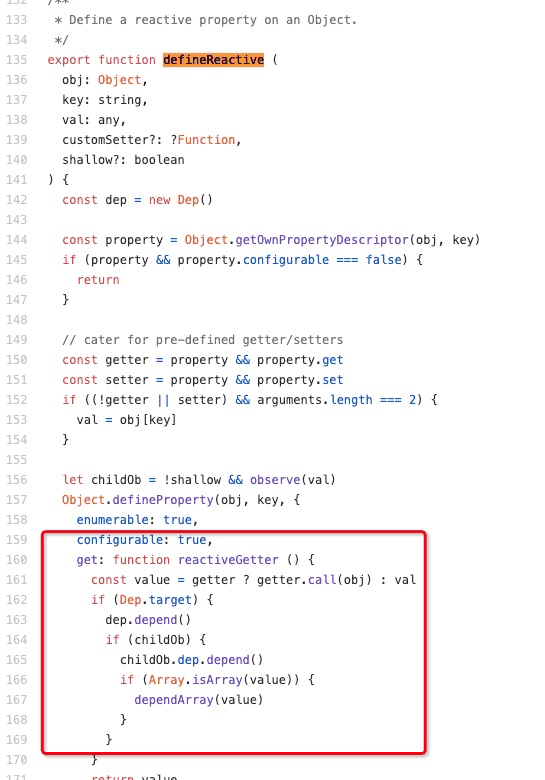 132 /**
133 * Define a reactive property on an Object.
134 */
135 export function defineReactive (
136 obj: Object,
137 key: string,
138 val: any,
139 customSetter?: ?Function,
140 shallow?: boolean
141 ) {
142 const dep = new Dep()
143
144 const property = Object.getOwnPropertyDescriptor(obj, key)
145 if (property && property.configurable === false) {
146 return
147 }
148
149 // cater for pre-defined getter/setters
150 const getter = property && property.get
151 const setter = property && property.set
152 if ((!getter || setter) && arguments.length === 2) {
153 val = obj[key]
154 }
155
156 let childOb = !shallow && observe(val)
157 Object.defineProperty(obj, key, {
158 enumerable: true,
159 configurable: true,
160 get: function reactiveGetter () {
161 const value = getter ? getter.call(obj) : val
162 if (Dep.target) {
163 dep.depend()
164 if (childOb) {
165 childOb.dep.depend()
166 if (Array.isArray(value)) {
167 dependArray(value)
168 }
169 }
170 }
171 return value